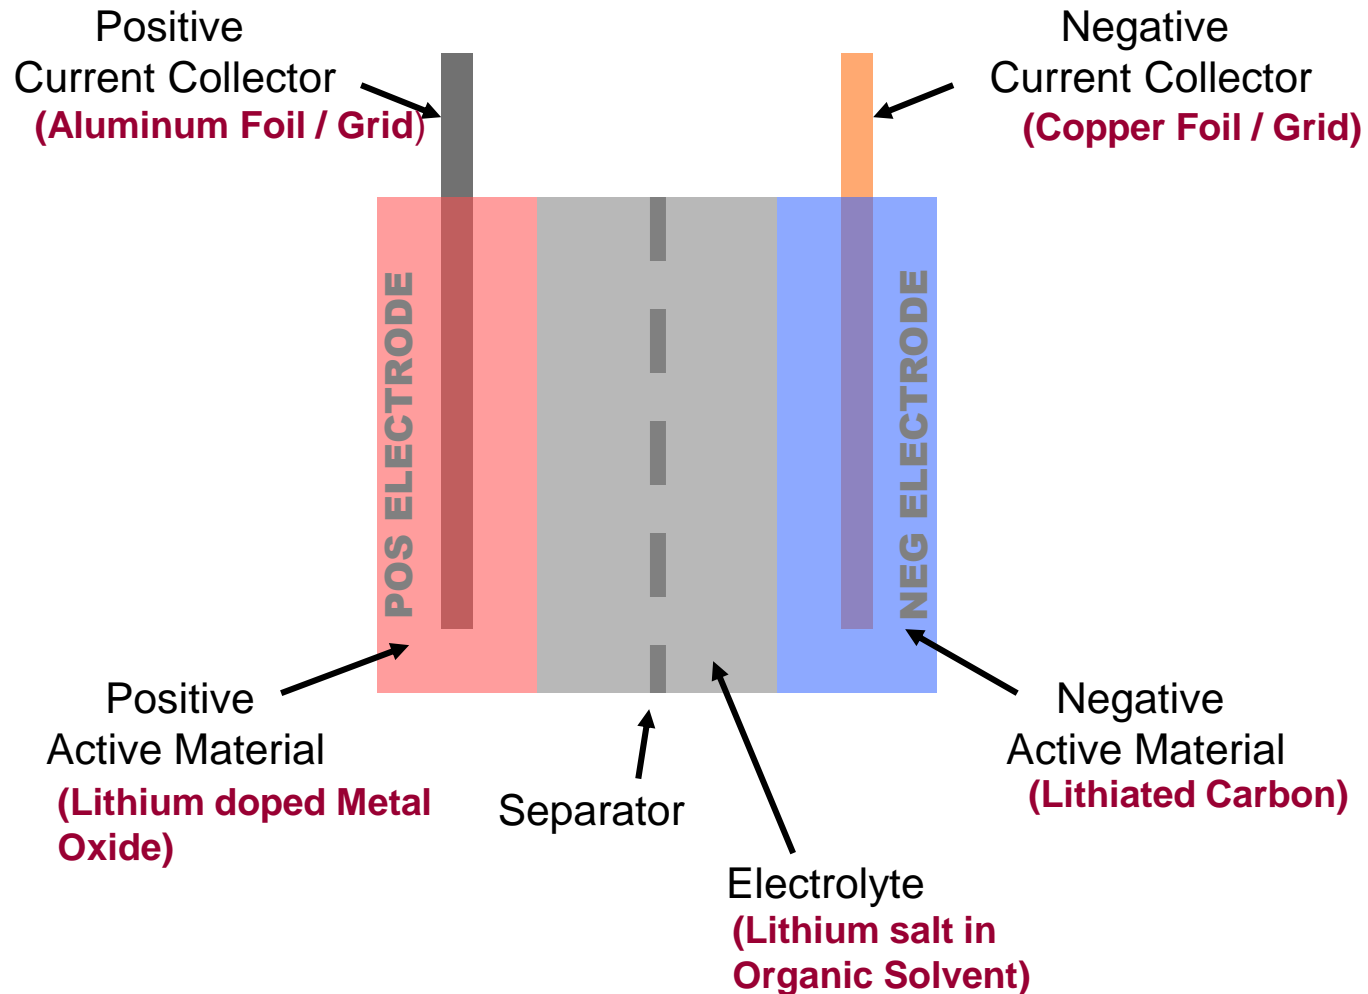 Positive
Current Collector
(Aluminum Foil / Grid)
Negative
Current Collector
(Copper Foil / Grid)
POS ELECTRODE
NEG ELECTRODE
Positive
Active Material
(Lithium doped Metal
Oxide)
Separator
Electrolyte
(Lithium salt in
Organic Solvent)
Negative
Active Material
(Lithiated Carbon)